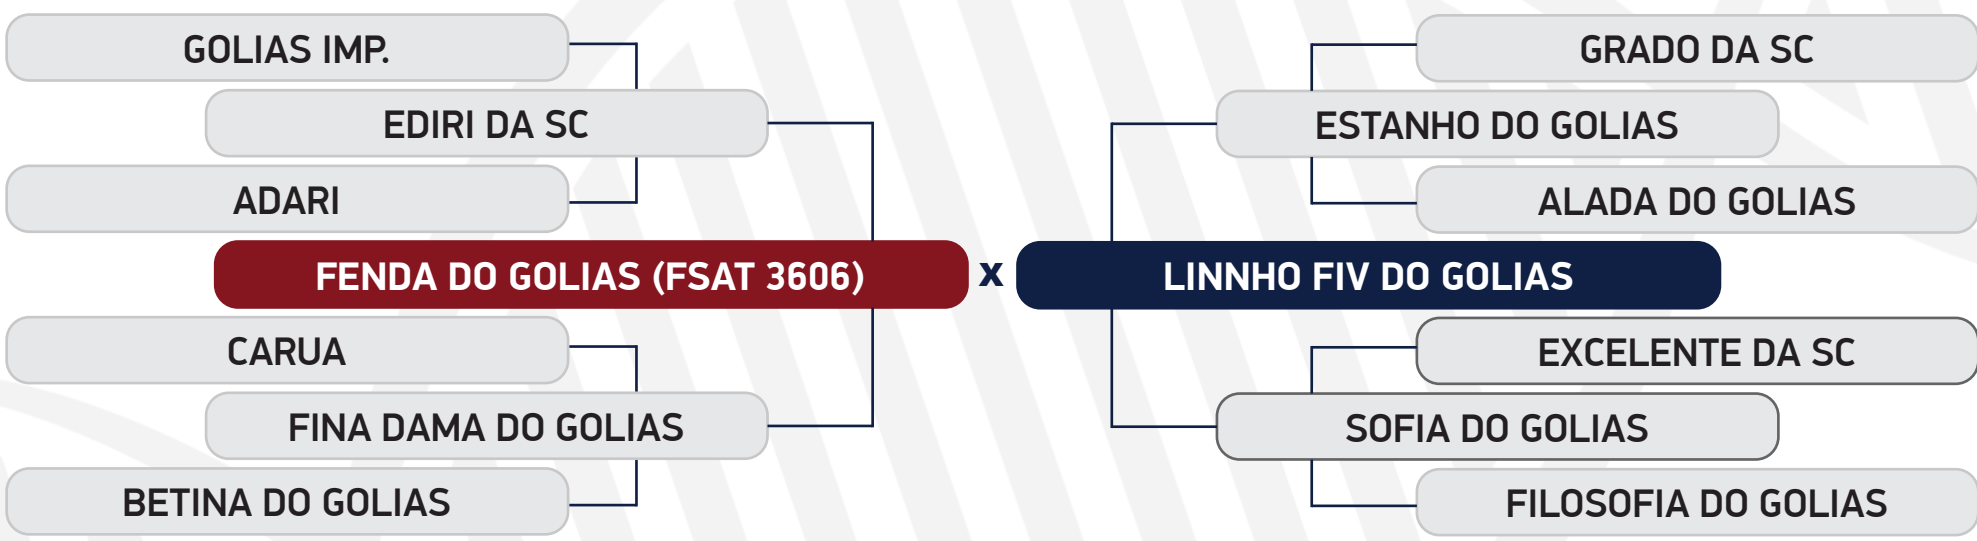 GOLIAS IMP.
GRADO DA SC
EDIRI DA SC
ESTANHO DO GOLIAS
ADARI
ALADA DO GOLIAS
FENDA DO GOLIAS (FSAT 3606) X LINNHO FIV DO GOLIAS
CARUA
EXCELENTE DA SC
FINA DAMA DO GOLIAS
SOFIA DO GOLIAS
BETINA DO GOLIAS
FILOSOFIA DO GOLIAS